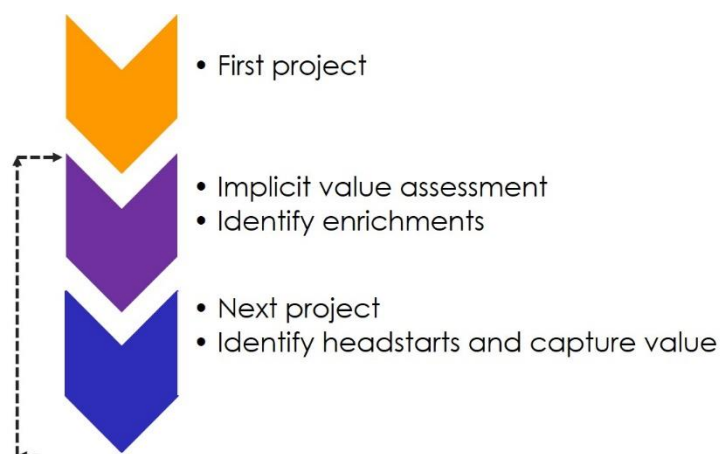 • First project
• Implicit value assessment
• Identify enrichments
• Next project
• Identify headstarts and capture value